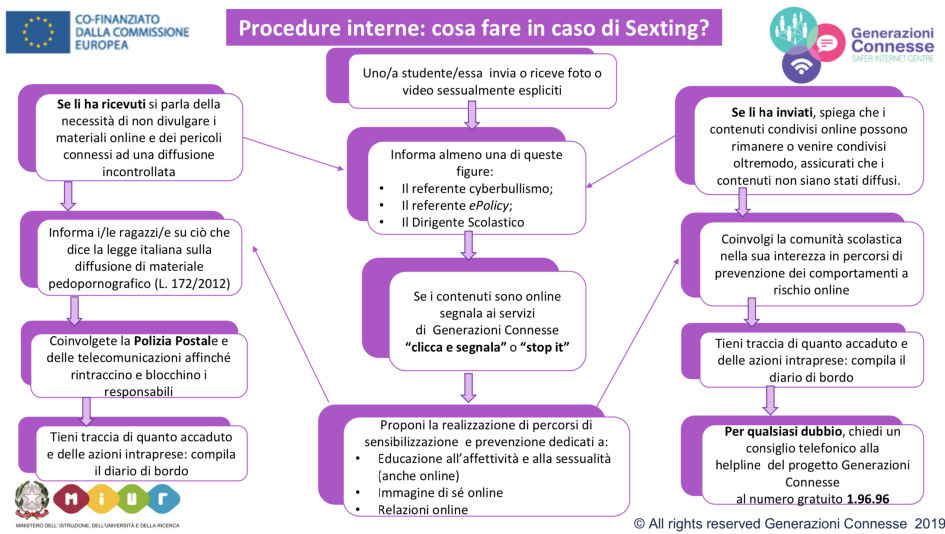 CO-FINANZIATO
DALLA COMMISSIONE
EUROPEA
Procedure interne: cosa fare in caso di Sexting?
Generazioni
Connesse
SAFER INTERNET CENTRE
Uno/a studente/essa invia o riceve foto o
video sessualmente espliciti
Se li ha ricevuti si parla della
necessità di non divulgare i
materiali online e dei pericoli
connessi ad una diffusione
incontrollata
Informa i/le ragazzi/e su ciò che
dice la legge italiana sulla
diffusione di materiale
pedopornografico (L. 172/2012)
Coinvolgete la Polizia Postale e
delle telecomunicazioni affinché
rintraccino e blocchino i
responsabili
Tieni traccia di quanto accaduto
e delle azioni intraprese: compila
il diario di bordo
Informa almeno una di queste
figure:
• Il referente cyberbullismo;
• Il referente ePolicy;
• Il Dirigente Scolastico
Se i contenuti sono online
segnala ai servizi
di Generazioni Connesse
“clicca e segnala” o “stop it”
Proponi la realizzazione di percorsi di
sensibilizzazione e prevenzione dedicati a:
• Educazione all’affettività e alla sessualità
(anche online)
• Immagine di sé online
• Relazioni online
Se li ha inviati, spiega che i
contenuti condivisi online possono
rimanere o venire condivisi
oltremodo, assicurati che i
contenuti non siano stati diffusi.
Coinvolgi la comunità scolastica
nella sua interezza in percorsi di
prevenzione dei comportamenti a
rischio online
Tieni traccia di quanto accaduto e
delle azioni intraprese: compila il
diario di bordo
Per qualsiasi dubbio, chiedi un
consiglio telefonico alla
helpline del progetto Generazioni
Connesse
al numero gratuito 1.96.96
miur
MINISTERO DELL' ISTRUZIONE, DELL'UNIVERSITÀ E DELLA RICERCA
© All rights reserved Generazioni Connesse 2019